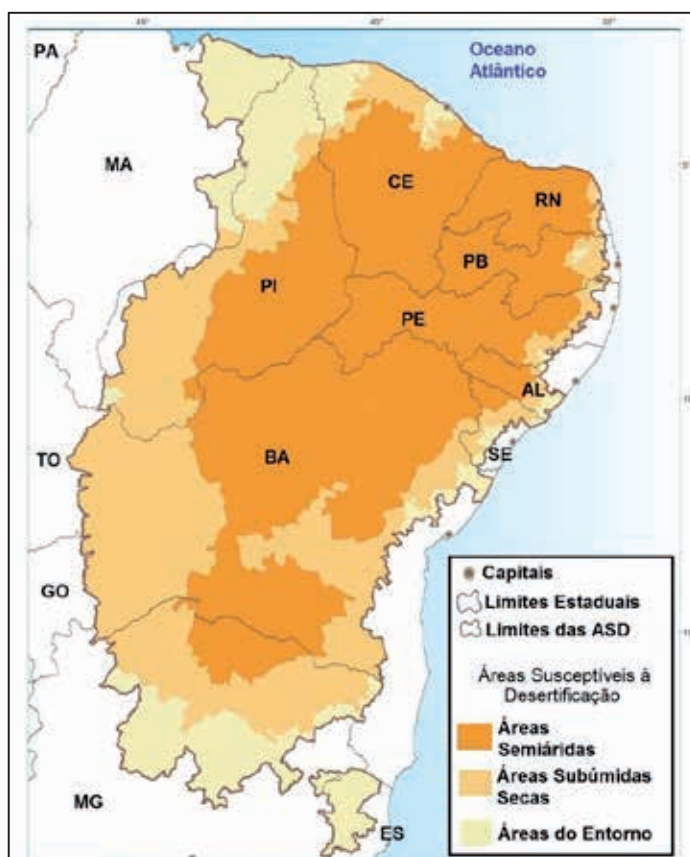 Oceano
Atlântico
PA
MA
CE
RN
PB
PI
PE
AL
SE
BA
TO
GO
MG
ES
Capitais
Limites Estaduais
Limites das ASD
Áreas Susceptíveis à
Desertificação
Áreas
Semiáridas
Áreas Subúmidas
Secas
Áreas do Entorno